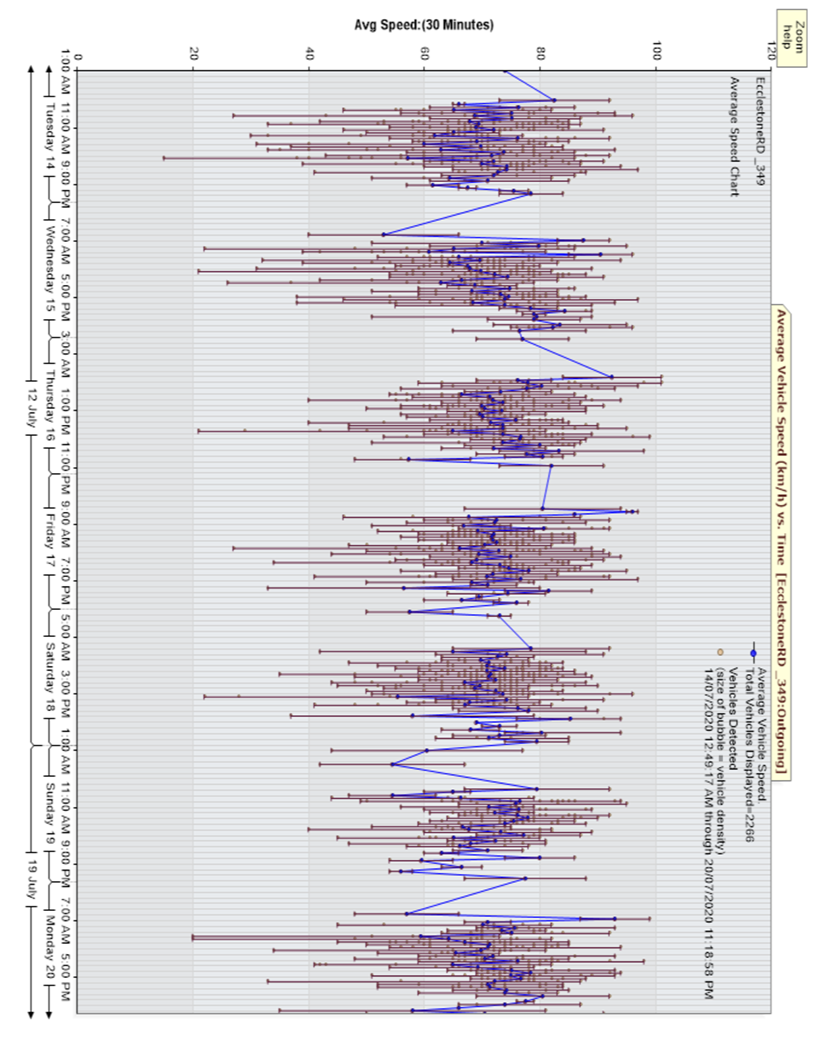 Zoom
help
Average Vehicle Speed (km/h) vs. Time [EcclestoneRD _349:Outgoing]
EcclestoneRD _349
Average Speed Chart
Average Vehicle Speed.
Total Vehicles Displayed=2266
Vehicles Detected
(size of bubble = vehicle density)
14/07/2020 12:49:17 AM through 20/07/2020 11:18:58 PM
Avg Speed:(30 Minutes)
120
100
80
60
40
20
0
1:00 AM 11:00 AM 9:00 PM 7:00 AM 5:00 PM 3:00 AM 1:00 PM 11:00 PM 9:00 AM 7:00 PM 5:00 AM 3:00 PM 1:00 AM 11:00 AM 9:00 PM 7:00 AM 5:00 PM
Tuesday 14 Wednesday 15 Thursday 16 Friday 17 Saturday 18 Sunday 19 Monday 20
12 July 19 July